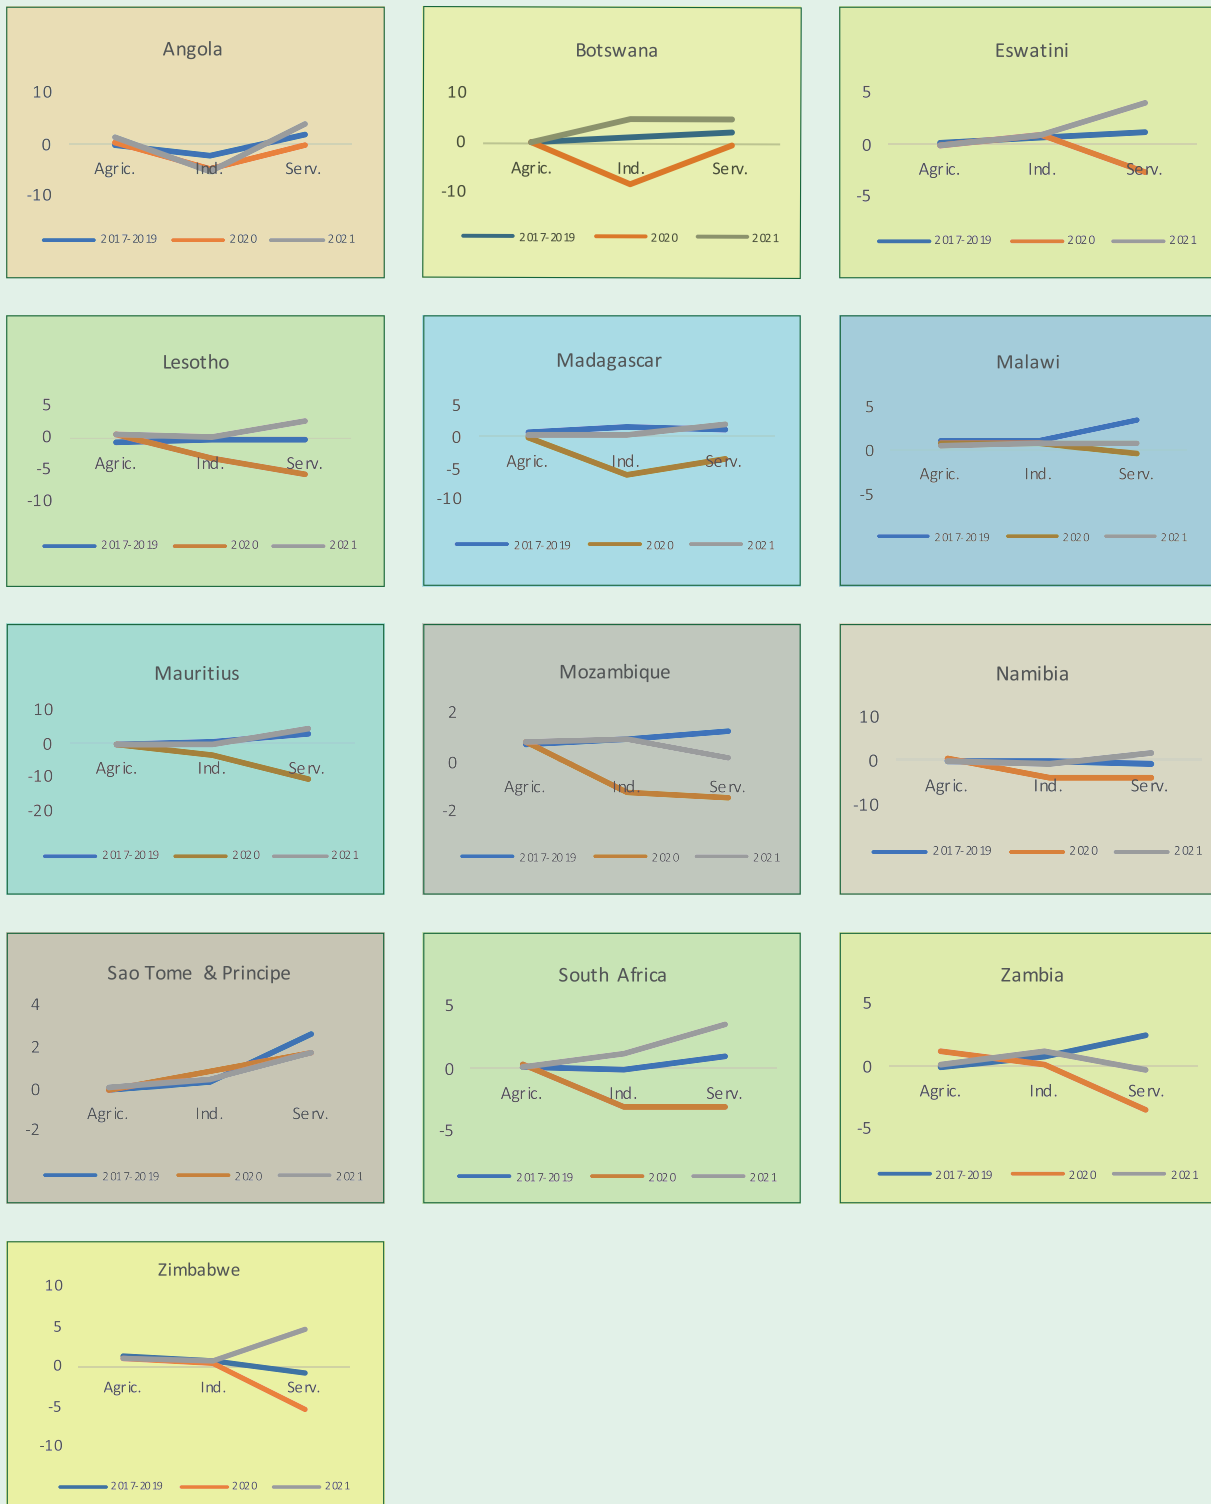 Angola
10
0
Agric. Ind. Serv.
-10
2017-2019 2020 2021
Botswana
10
0
Agric. Ind. Serv.
-10
2017-2019 2020 2021
Eswatini
5
0
Agric. Ind. Serv.
-5
2017-2019 2020 2021
Lesotho
5
0
Agric. Ind. Serv.
-5
-10
2017-2019 2020 2021
Madagascar
5
0
Agric. Ind. Serv.
-5
-10
2017-2019 2020 2021
Malawi
5
0
Agric. Ind. Serv.
-5
2017-2019 2020 2021
Mauritius
10
0
Agric. Ind. Serv.
-10
-20
2017-2019 2020 2021
Mozambique
2
0
Agric. Ind. Serv.
-2
2017-2019 2020 2021
Namibia
10
0
Agric. Ind. Serv.
-10
2017-2019 2020 2021
Sao Tome & Principe
4
2
0
Agric. Ind. Serv.
-2
2017-2019 2020 2021
South Africa
5
0
Agric. Ind. Serv.
-5
2017-2019 2020 2021
Zambia
5
0
Agric. Ind. Serv.
-5
2017-2019 2020 2021
Zimbabwe
10
5
0
Agric. Ind. Serv.
-5
-10
2017-2019 2020 2021